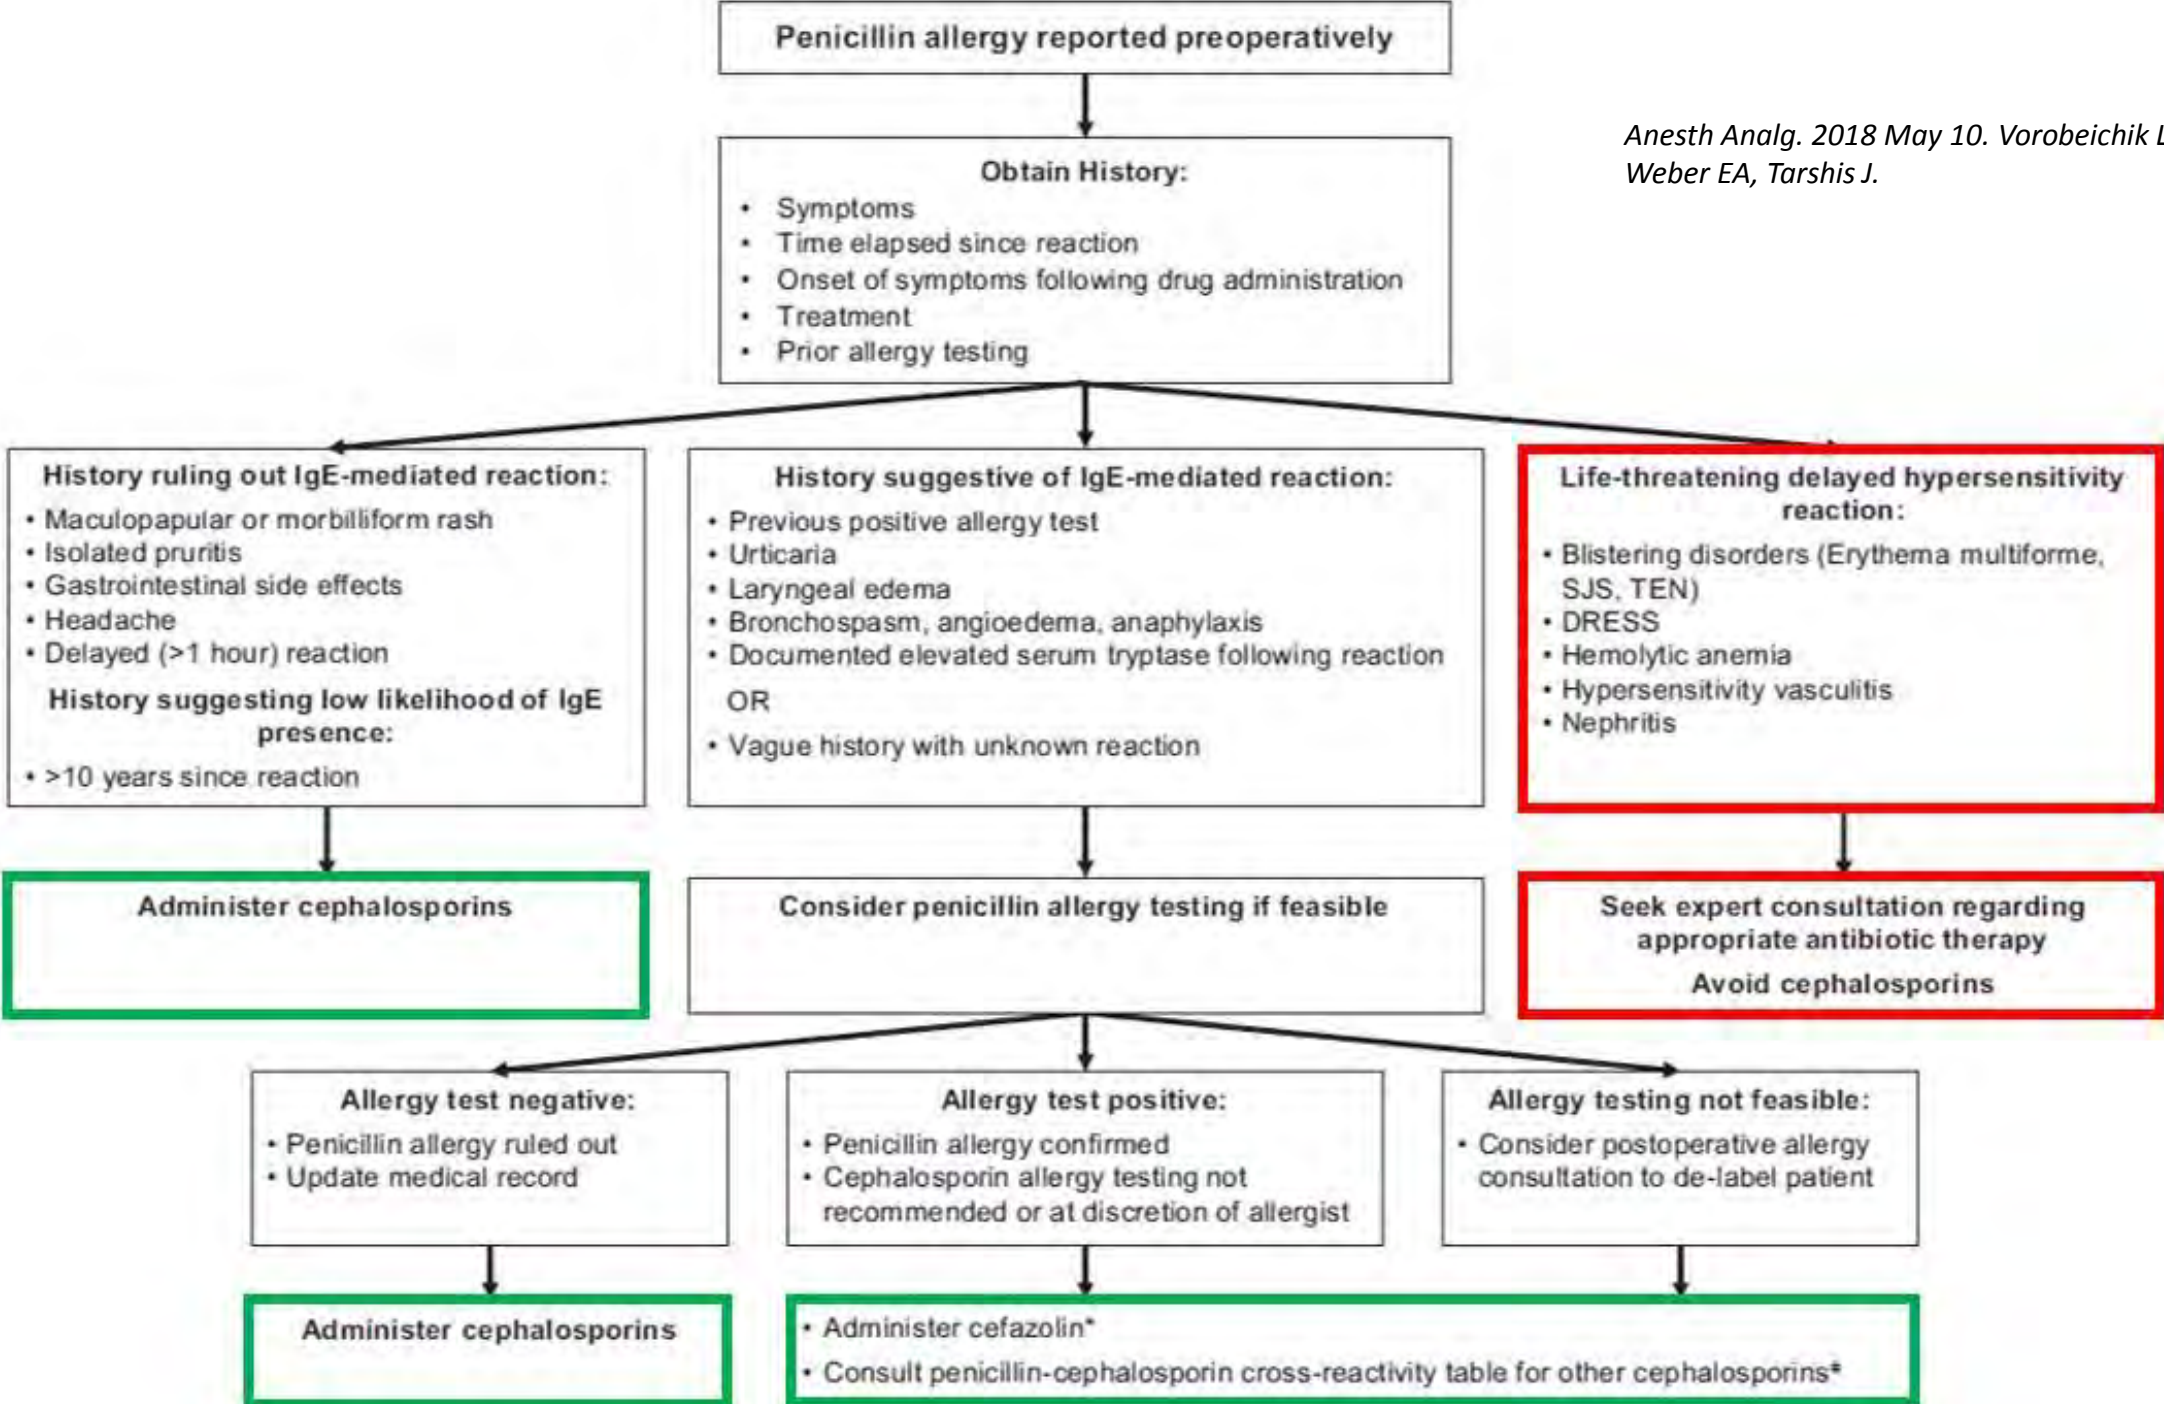 Penicillin allergy reported preoperatively
Anesth Analg. 2018 May 10. Vorobeichik L
Weber EA, Tarshis J.
Obtain History:
• Symptoms
• Time elapsed since reaction
• Onset of symptoms following drug administration
• Treatment
• Prior allergy testing
History ruling out IgE-mediated reaction:
• Maculopapular or morbilliform rash
• Isolated pruritis
• Gastrointestinal side effects
• Headache
• Delayed (>1 hour) reaction
History suggesting low likelihood of IgE
presence:
• >10 years since reaction
History suggestive of IgE-mediated reaction:
• Previous positive allergy test
• Urticaria
• Laryngeal edema
• Bronchospasm, angioedema, anaphylaxis
• Documented elevated serum tryptase following reaction
OR
• Vague history with unknown reaction
Life-threatening delayed hypersensitivity
reaction:
• Blistering disorders (Erythema multiforme,
SJS, TEN)
• DRESS
• Hemolytic anemia
• Hypersensitivity vasculitis
• Nephritis
Administer cephalosporins
Consider penicillin allergy testing if feasible
Seek expert consultation regarding
appropriate antibiotic therapy
Avoid cephalosporins
Allergy test negative:
• Penicillin allergy ruled out
• Update medical record
Allergy test positive:
• Penicillin allergy confirmed
• Cephalosporin allergy testing not
recommended or at discretion of allergist
Allergy testing not feasible:
• Consider postoperative allergy
consultation to de-label patient
Administer cephalosporins
• Administer cefazolin*
• Consult penicillin-cephalosporin cross-reactivity table for other cephalosporins‡